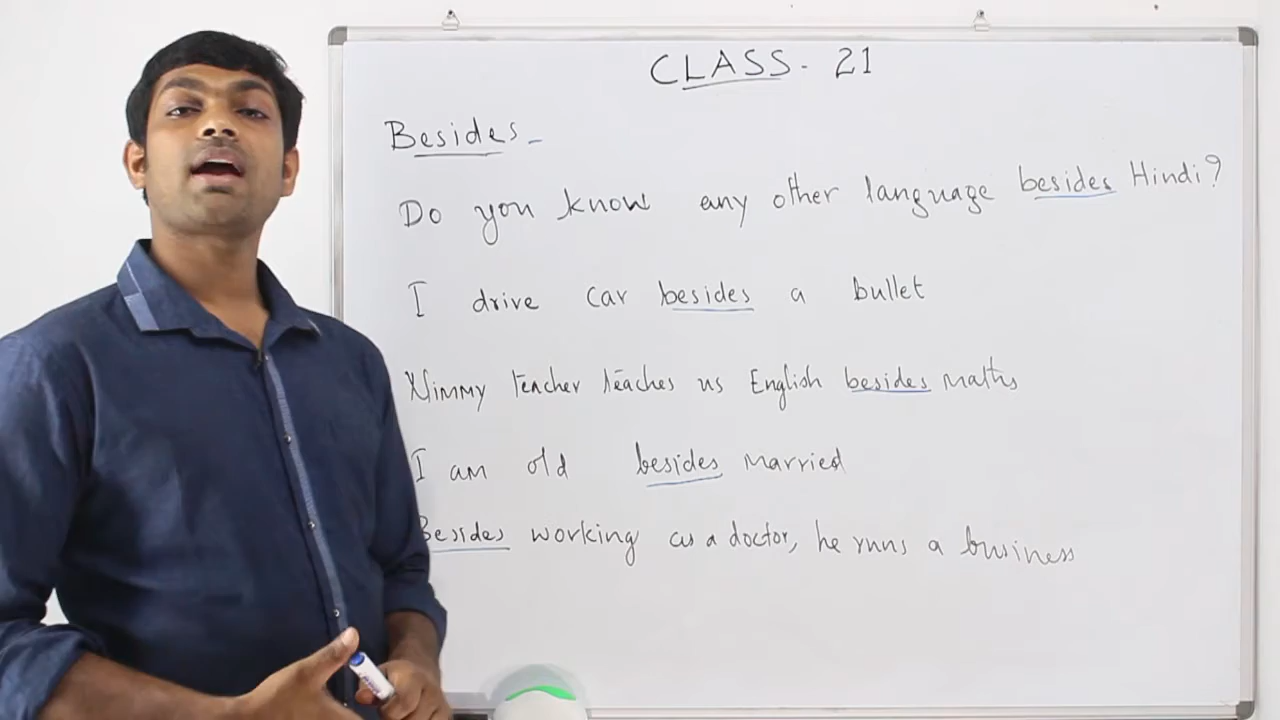 CLASS - 21
Besides -
Do you know any other language besides Hindi?
I drive car besides a bullet
Nimmy teacher teaches us English besides maths
I am old besides married
Besides working as a doctor, he runs a business